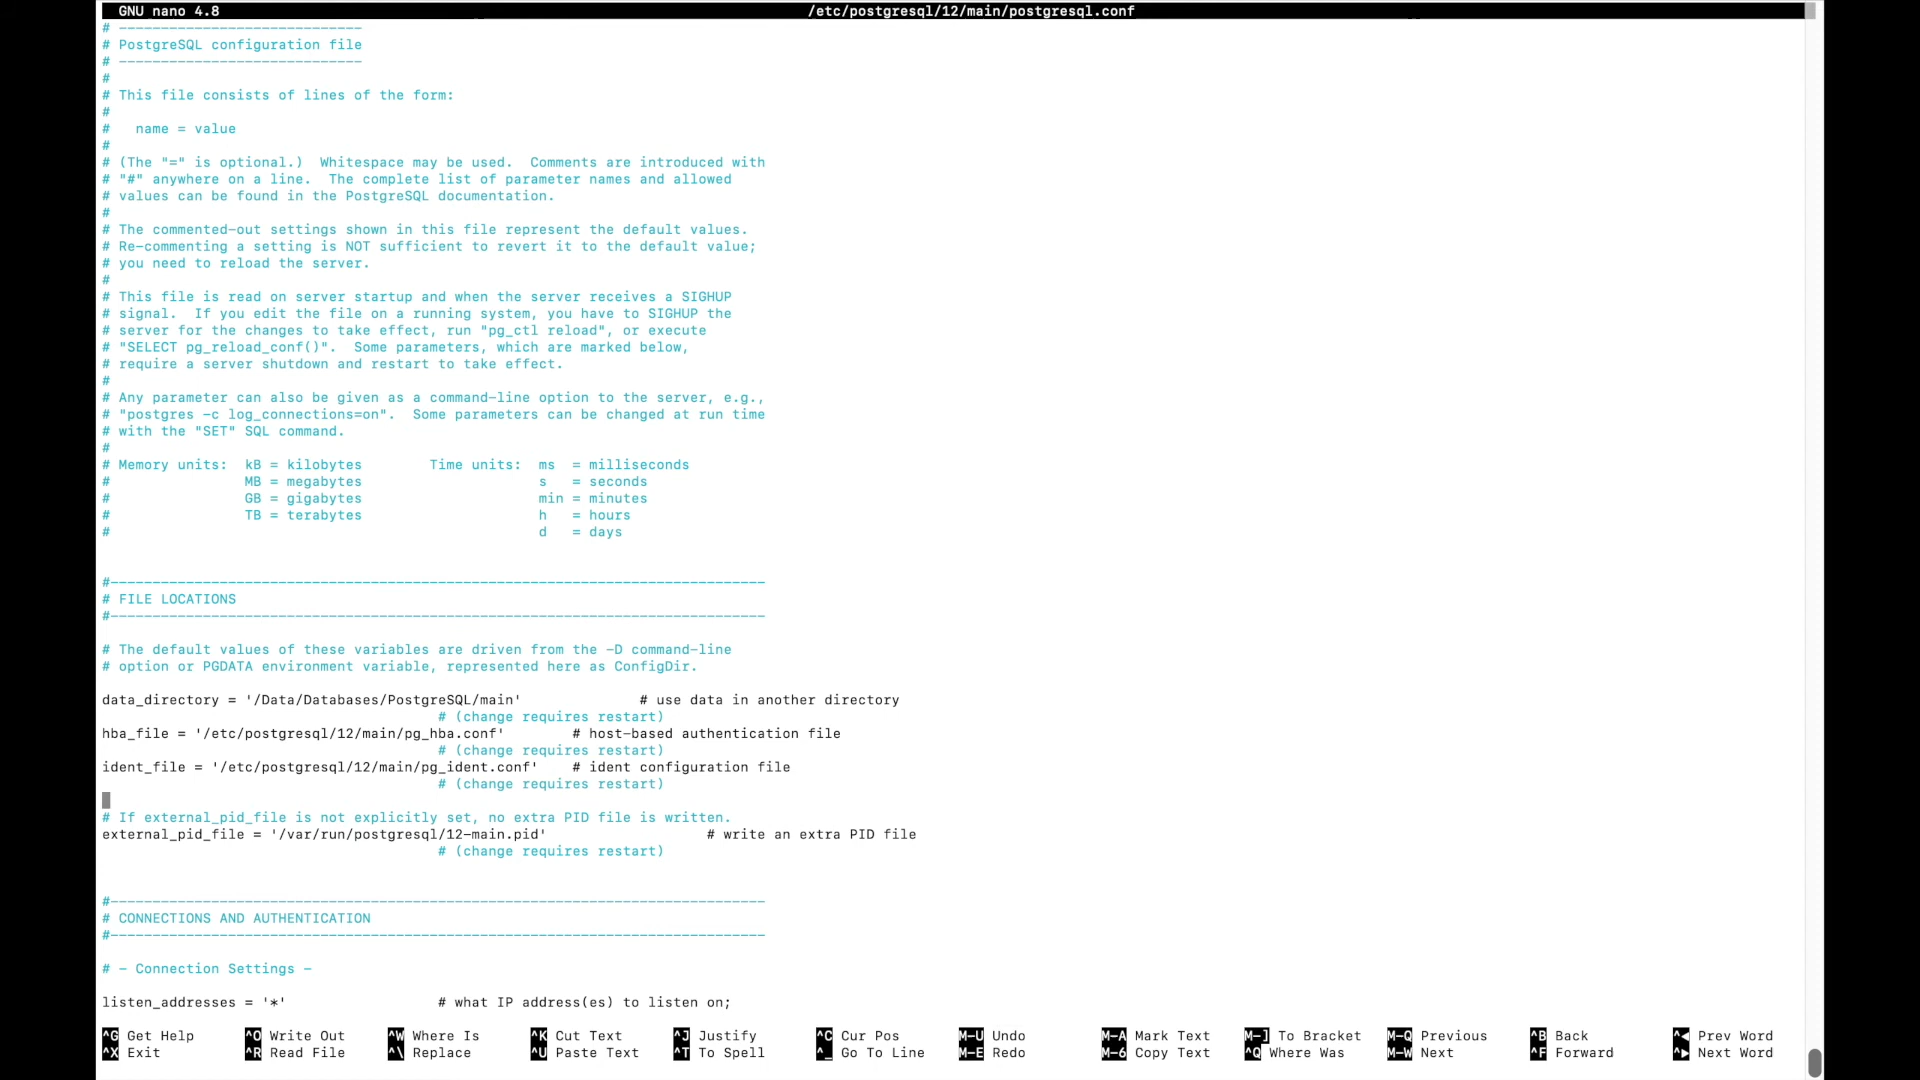 GNU nano 4.8 /etc/postgresql/12/main/postgresql.conf
# -----------------------------
# PostgreSQL configuration file
# -----------------------------
#
# This file consists of lines of the form:
#
#   name = value
#
# (The "=" is optional.)  Whitespace may be used.  Comments are introduced with
# "#" anywhere on a line.  The complete list of parameter names and allowed
# values can be found in the PostgreSQL documentation.
#
# The commented-out settings shown in this file represent the default values.
# Re-commenting a setting is NOT sufficient to revert it to the default value;
# you need to reload the server.
#
# This file is read on server startup and when the server receives a SIGHUP
# signal.  If you edit the file on a running system, you have to SIGHUP the
# server for the changes to take effect, run "pg_ctl reload", or execute
# "SELECT pg_reload_conf()".  Some parameters, which are marked below,
# require a server shutdown and restart to take effect.
#
# Any parameter can also be given as a command-line option to the server, e.g.,
# "postgres -c log_connections=on".  Some parameters can be changed at run time
# with the "SET" SQL command.
#
# Memory units:  kB = kilobytes        Time units:  ms  = milliseconds
#                MB = megabytes                     s   = seconds
#                GB = gigabytes                     min = minutes
#                TB = terabytes                     h   = hours
#                                                   d   = days
#------------------------------------------------------------------------------
# FILE LOCATIONS
#------------------------------------------------------------------------------
# The default values of these variables are driven from the -D command-line
# option or PGDATA environment variable, represented here as ConfigDir.
data_directory = '/Data/Databases/PostgreSQL/main'              # use data in another directory
                                        # (change requires restart)
hba_file = '/etc/postgresql/12/main/pg_hba.conf'        # host-based authentication file
                                        # (change requires restart)
ident_file = '/etc/postgresql/12/main/pg_ident.conf'    # ident configuration file
                                        # (change requires restart)
# If external_pid_file is not explicitly set, no extra PID file is written.
external_pid_file = '/var/run/postgresql/12-main.pid'                   # write an extra PID file
                                        # (change requires restart)
#------------------------------------------------------------------------------
# CONNECTIONS AND AUTHENTICATION
#------------------------------------------------------------------------------
# - Connection Settings -
listen_addresses = '*'                  # what IP address(es) to listen on;
^G Get Help ^O Write Out ^W Where Is ^K Cut Text ^J Justify ^C Cur Pos M-U Undo M-A Mark Text M-] To Bracket M-Q Previous ^B Back ^◀ Prev Word
^X Exit ^R Read File ^\ Replace ^U Paste Text ^T To Spell ^_ Go To Line M-E Redo M-6 Copy Text ^Q Where Was M-W Next ^F Forward ^▶ Next Word